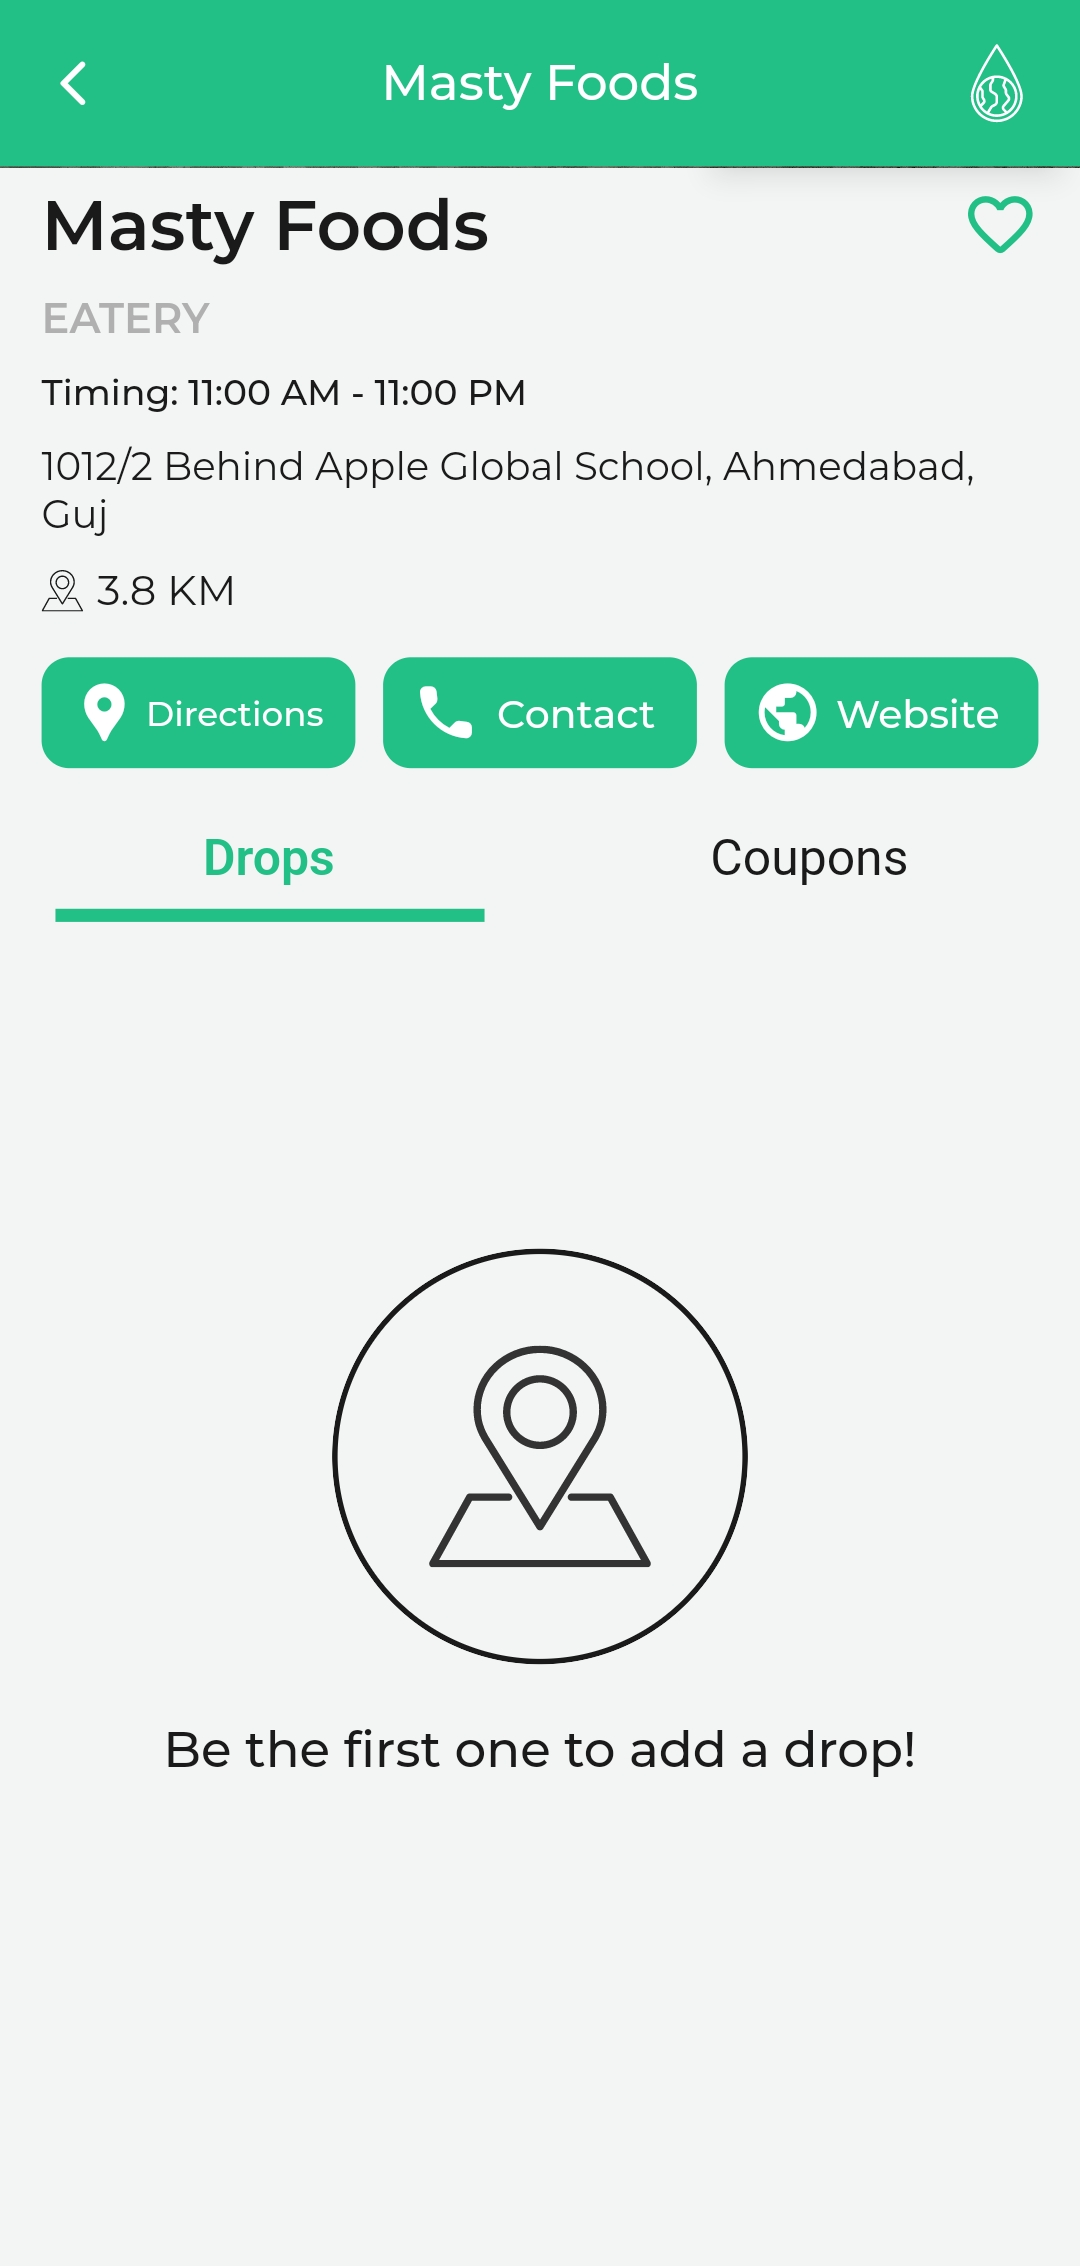 Masty Foods
Masty Foods
EATERY
Timing: 11:00 AM - 11:00 PM
1012/2 Behind Apple Global School, Ahmedabad,
Guj
3.8 KM
Directions
Contact
Website
Drops
Coupons
Be the first one to add a drop!